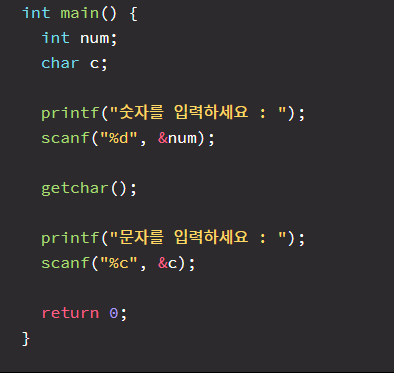 int main() {
int num;
char c;
printf("숫자를 입력하세요 : ");
scanf("%d", &num);
getchar();
printf("문자를 입력하세요 : ");
scanf("%c", &c);
return 0;
}